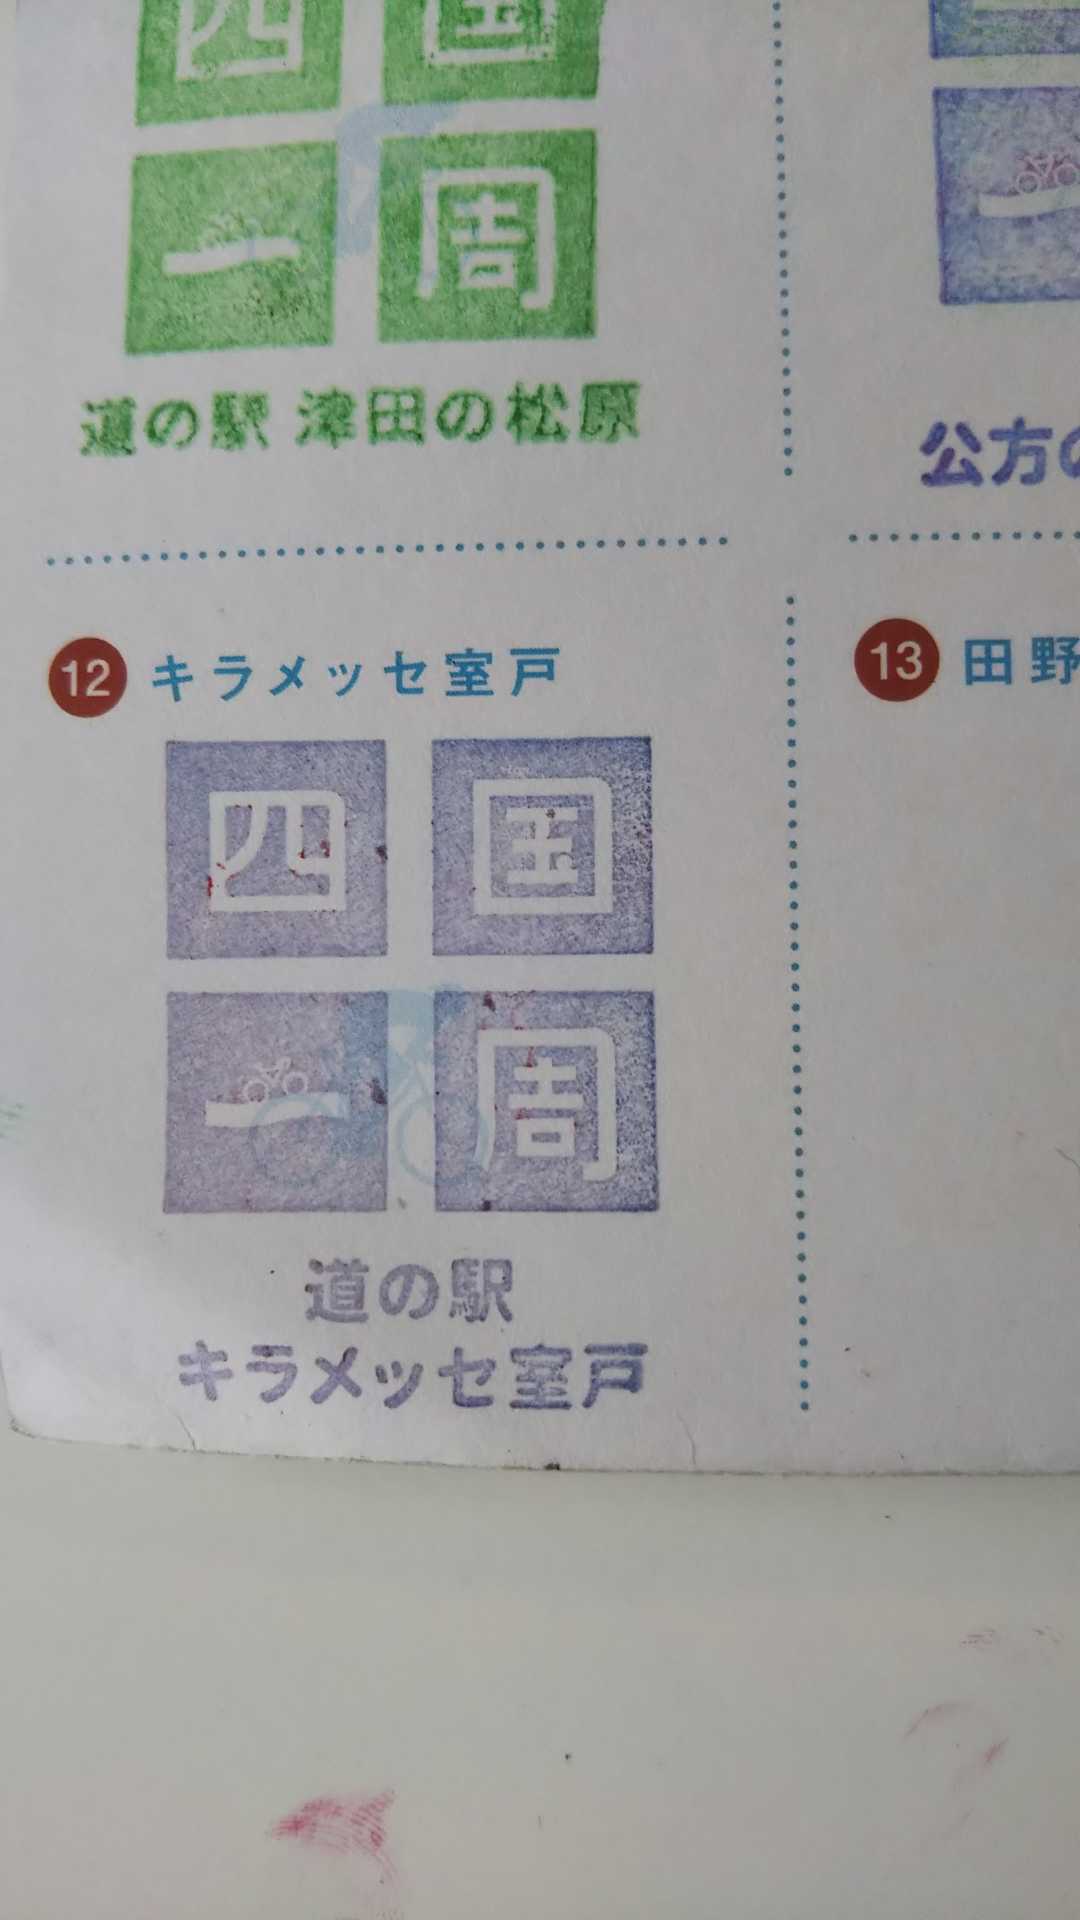 四国
一周
道の駅 津田の松原
公方の
12 キラメッセ室戸
四国
一周
道の駅
キラメッセ室戸
13 田野